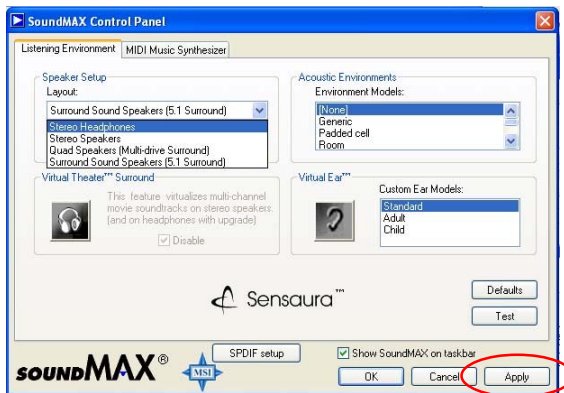 SoundMAX Control Panel
Listening Environment
MIDI Music Synthesizer
Speaker Setup
Layout:
Surround Sound Speakers (5.1 Surround)
Stereo Headphones
Stereo Speakers
Quad Speakers (Multi-drive Surround)
Surround Sound Speakers (5.1 Surround)
Acoustic Environments
Environment Models:
[None]
Generic
Padded cell
Room
Virtual Theater™ Surround
This feature virtualizes multi-channel
movie soundtracks on stereo speakers.
(and on headphones with upgrade)
Disable
Virtual Ear™
Custom Ear Models:
Standard
Adult
Child
Sensaura™
Defaults
Test
SOUNDMAX®
MSI
SPDIF setup
Show SoundMAX on taskbar
OK
Cancel
Apply